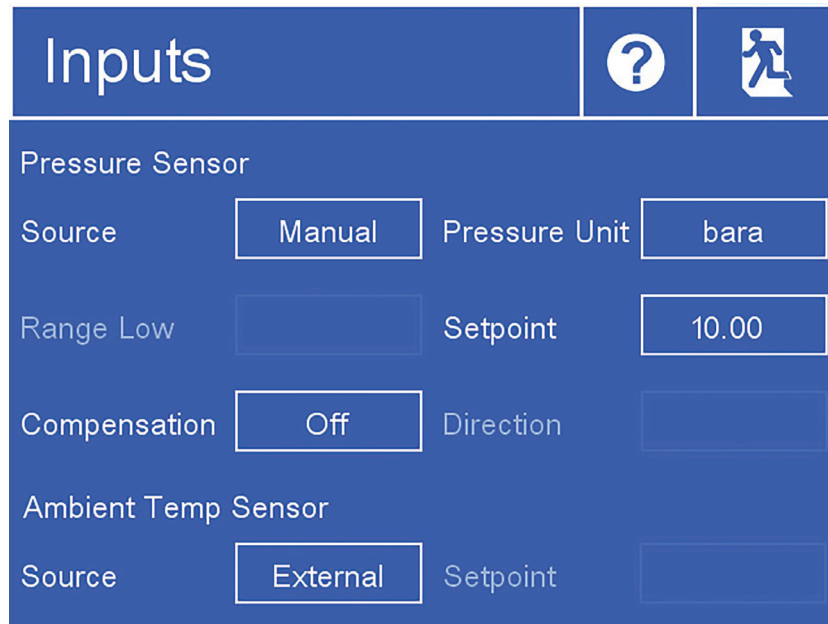 Inputs ?
Pressure Sensor
Source Manual Pressure Unit bara
Range Low Setpoint 10.00
Compensation Off Direction
Ambient Temp Sensor
Source External Setpoint